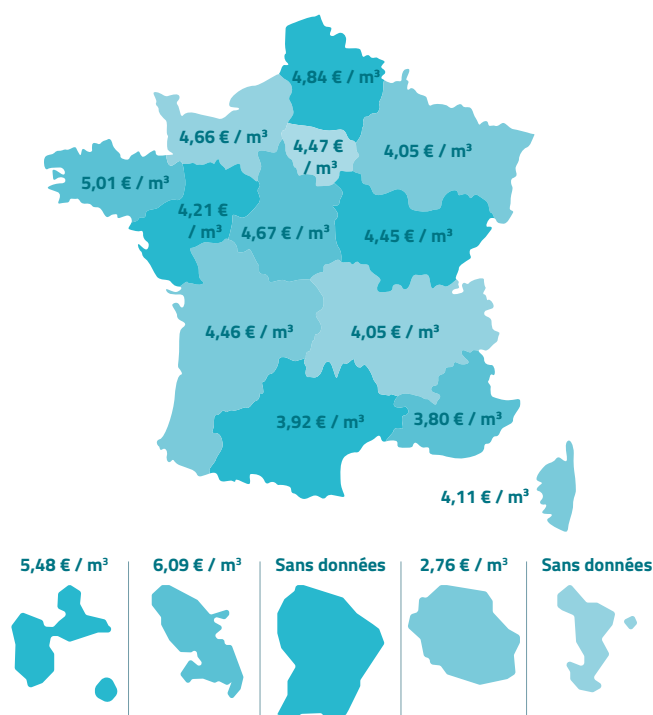 4,84 € / m³
4,66 € / m³
4,47 €
/ m³
4,05 € / m³
5,01 € / m³
4,21 €
/ m³
4,67 € / m³
4,45 € / m³
4,46 € / m³
4,05 € / m³
3,92 € / m³
3,80 € / m³
4,11 € / m³
5,48 € / m³
6,09 € / m³
Sans données
2,76 € / m³
Sans données